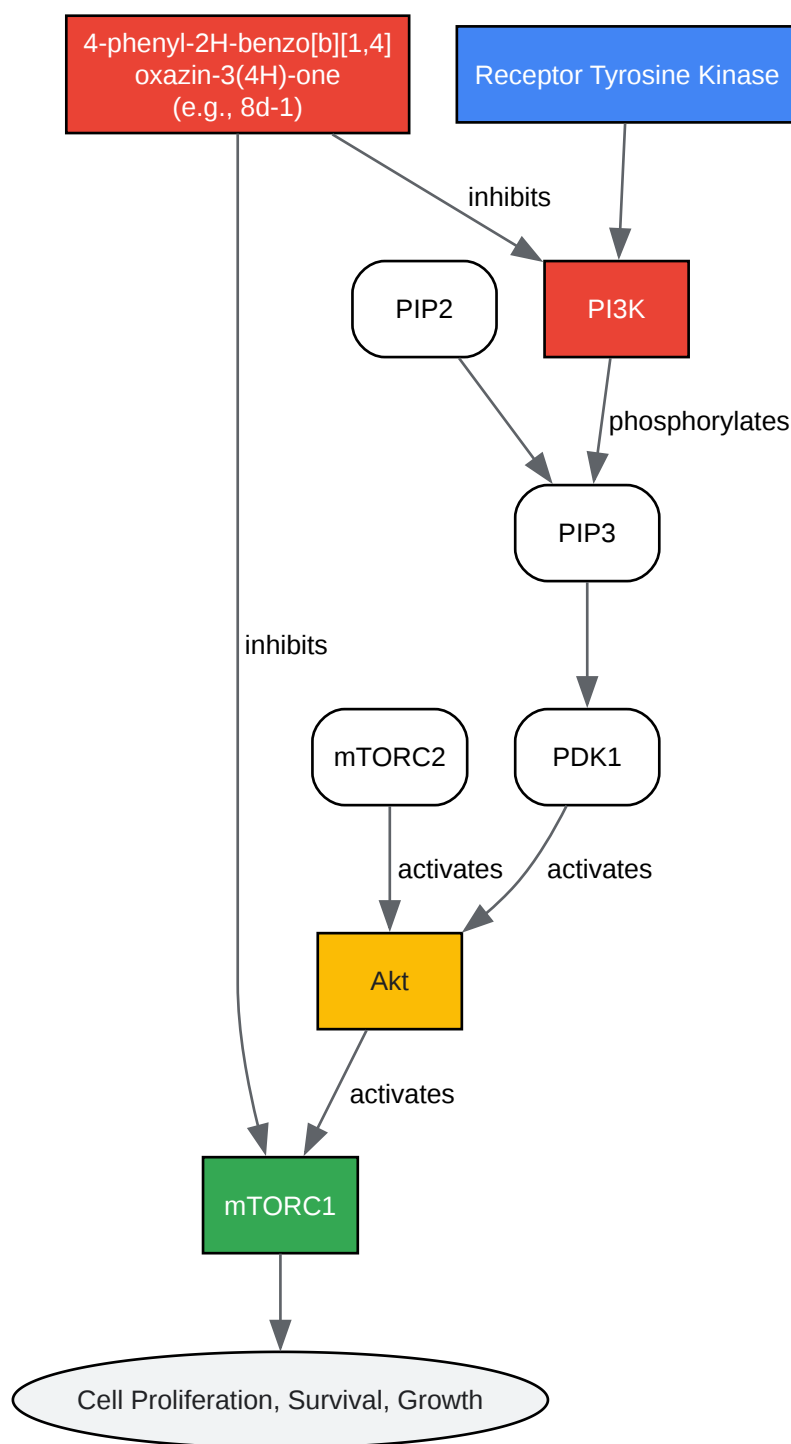 4-phenyl-2H-benzo[b][1,4]
oxazin-3(4H)-one
(e.g., 8d-1)
Receptor Tyrosine Kinase
inhibits
PIP2
PI3K
phosphorylates
PIP3
inhibits
mTORC2
PDK1
activates
activates
Akt
activates
mTORC1
Cell Proliferation, Survival, Growth